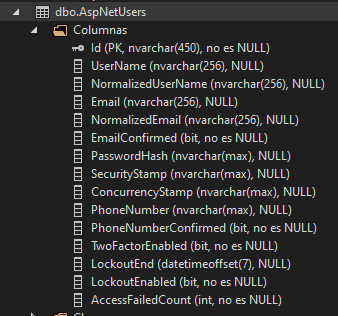 dbo.AspNetUsers
Columnas
Id (PK, nvarchar(450), no es NULL)
UserName (nvarchar(256), NULL)
NormalizedUserName (nvarchar(256), NULL)
Email (nvarchar(256), NULL)
NormalizedEmail (nvarchar(256), NULL)
EmailConfirmed (bit, no es NULL)
PasswordHash (nvarchar(max), NULL)
SecurityStamp (nvarchar(max), NULL)
ConcurrencyStamp (nvarchar(max), NULL)
PhoneNumber (nvarchar(max), NULL)
PhoneNumberConfirmed (bit, no es NULL)
TwoFactorEnabled (bit, no es NULL)
LockoutEnd (datetimeoffset(7), NULL)
LockoutEnabled (bit, no es NULL)
AccessFailedCount (int, no es NULL)